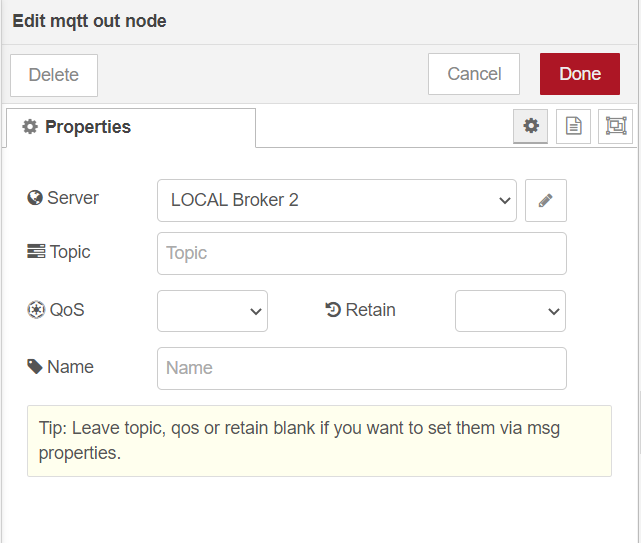 Edit mqtt out node
Delete
Cancel
Done
Properties
Server
LOCAL Broker 2
Topic
Topic
QoS
Retain
Name
Name
Tip: Leave topic, qos or retain blank if you want to set them via msg
properties.